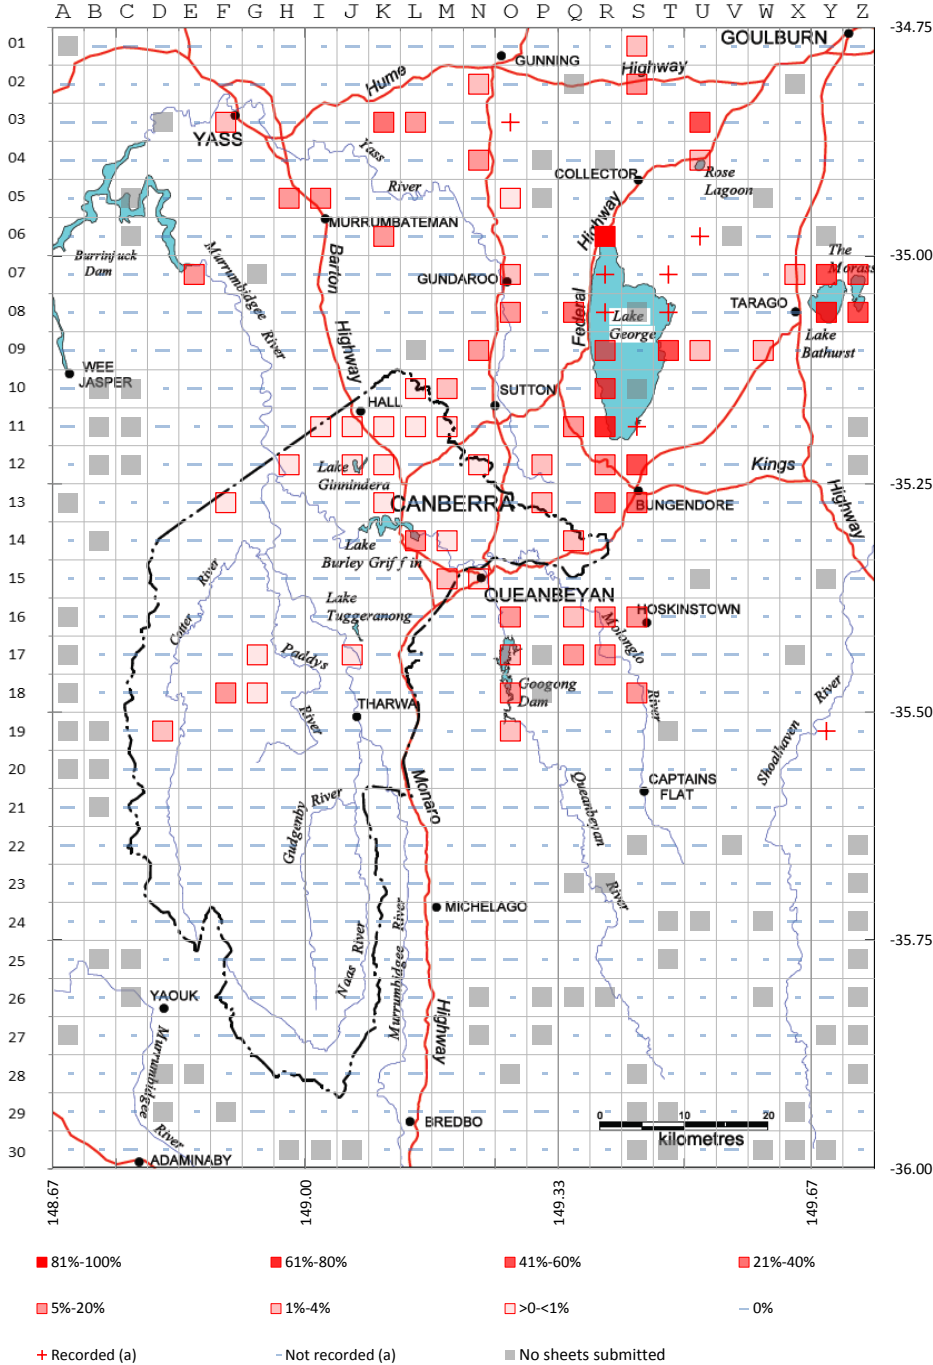 A B C D E F G H I J K L M N O P Q R S T U V W X Y Z
01
02
03
04
05
06
07
08
09
10
11
12
13
14
15
16
17
18
19
20
21
22
23
24
25
26
27
28
29
30
-34.75
-35.00
-35.25
-35.50
-35.75
-36.00
148.67
149.00
149.33
149.67
GOULBURN
GUNNING
Hume
Highway
YASS
Yass
River
COLLECTOR
Rose
Lagoon
MURRUMBATEMAN
Highway
Burrinjuck
Dam
Murrumbidgee
River
Barton
Highway
GUNDAROO
Federal
The
Morass
TARAGO
Lake
George
Lake
Bathurst
WEE
JASPER
SUTTON
HALL
Lake
Ginnindera
Kings
Highway
CANBERRA
BUNGENDORE
Lake
Burley Griffin
Cotter
River
QUEANBEYAN
Lake
Tuggeranong
HOSKINSTOWN
Molonglo
River
Paddys
River
Googong
Dam
THARWA
Shoalhaven
River
Monaro
Highway
Queanbeyan
River
CAPTAINS
FLAT
Gudgenby
River
MICHELAGO
Naas
River
Murrumbidgee
River
YAOUK
Murrumbidgee
River
BREDBO
ADAMINABY
0 10 20
kilometres
81%-100% 61%-80% 41%-60% 21%-40%
5%-20% 1%-4% >0-<1% 0%
Recorded (a) Not recorded (a) No sheets submitted